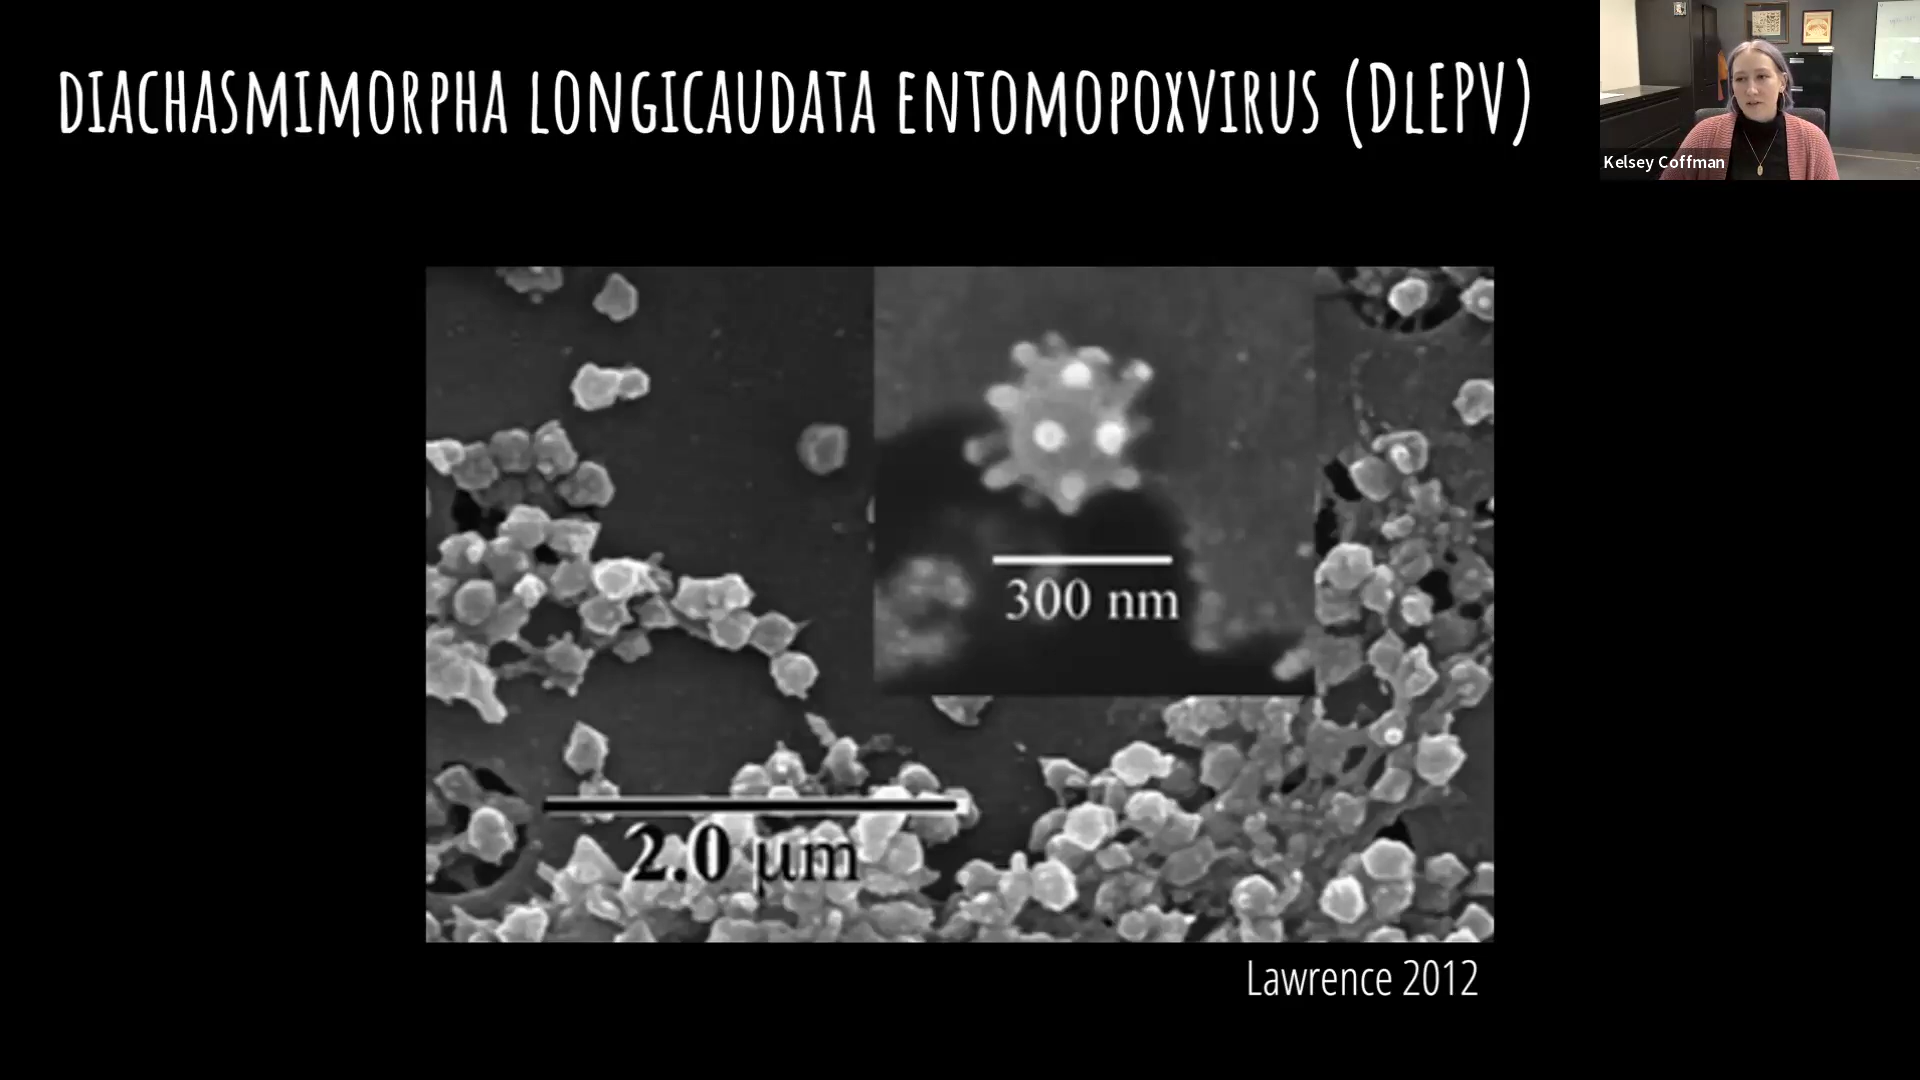 DIACHASMIMORPHA LONGICAUDATA ENTOMOPOXVIRUS (DLEPV)
Kelsey Coffman
300 nm
2.0 µm
Lawrence 2012